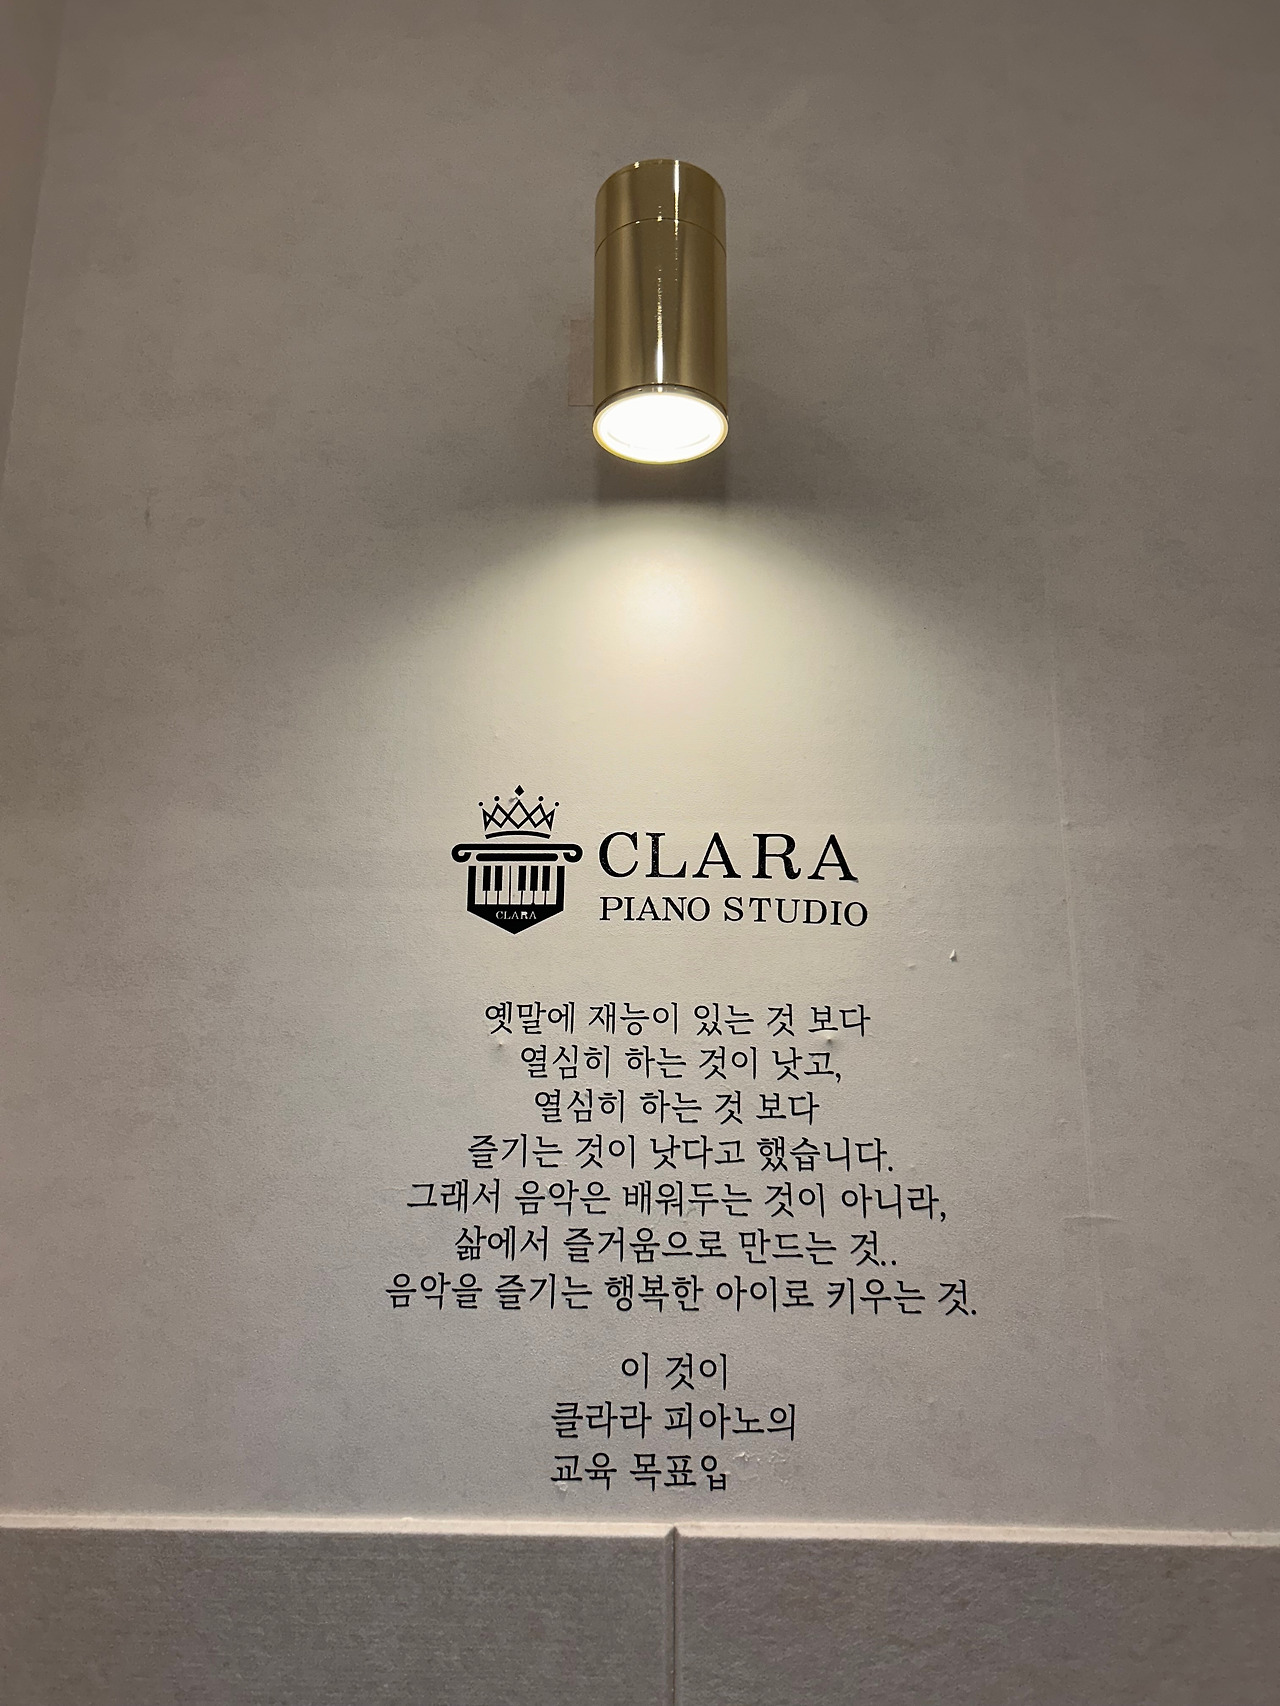 CLARA
PIANO STUDIO
CLARA
옛말에 재능이 있는 것 보다
열심히 하는 것이 낫고,
열심히 하는 것 보다
즐기는 것이 낫다고 했습니다.
그래서 음악은 배워두는 것이 아니라,
삶에서 즐거움으로 만드는 것..
음악을 즐기는 행복한 아이로 키우는 것.
이 것이
클라라 피아노의
교육 목표입